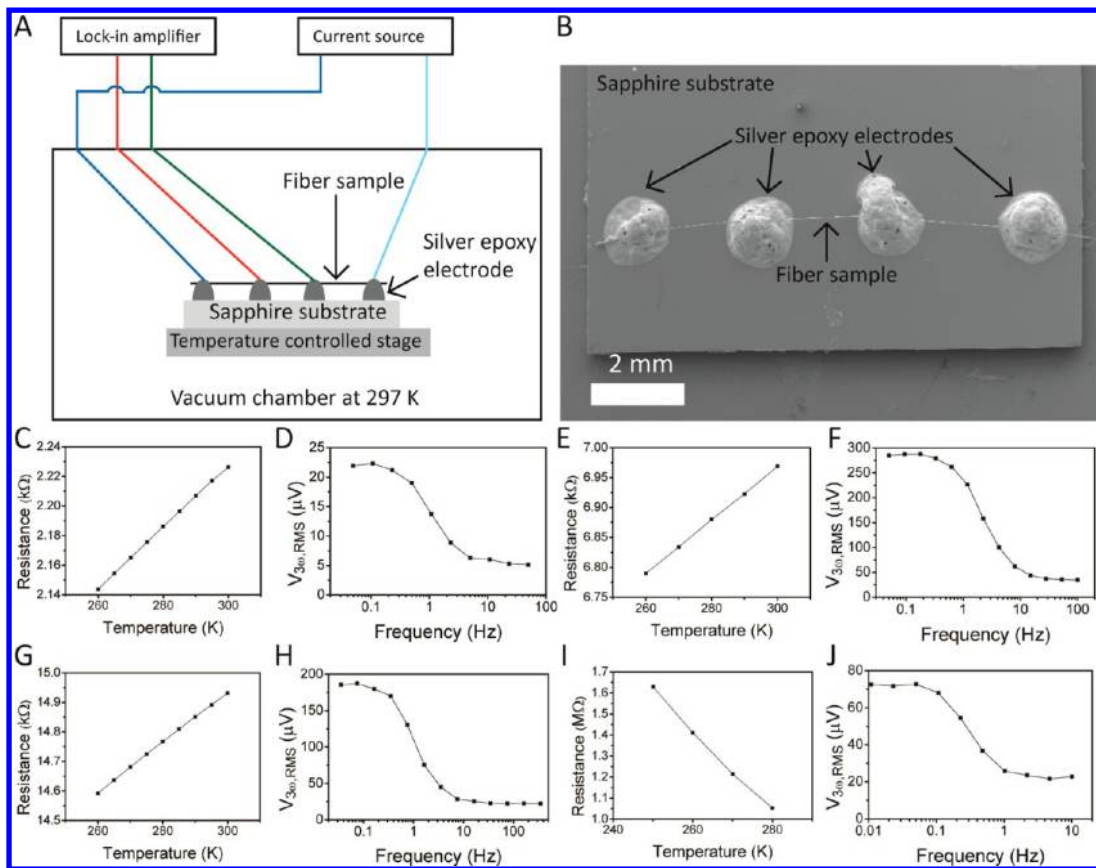 A
Lock-in amplifier
Current source
Fiber sample
Silver epoxy
electrode
Sapphire substrate
Temperature controlled stage
Vacuum chamber at 297 K
B
Sapphire substrate
Silver epoxy electrodes
Fiber sample
2 mm
C
2.24
2.22
2.20
2.18
2.16
2.14
Resistance (kΩ)
260 280 300
Temperature (K)
D
25
20
15
10
5
0
V3ω,RMS (μV)
0.1 1 10 100
Frequency (Hz)
E
7.00
6.95
6.90
6.85
6.80
6.75
Resistance (kΩ)
260 280 300
Temperature (K)
F
300
250
200
150
100
50
0
V3ω,RMS (μV)
0.1 1 10 100
Frequency (Hz)
G
15.0
14.9
14.8
14.7
14.6
14.5
Resistance (kΩ)
260 280 300
Temperature (K)
H
200
150
100
50
0
V3ω,RMS (μV)
0.1 1 10 100
Frequency (Hz)
I
1.7
1.6
1.5
1.4
1.3
1.2
1.1
1.0
Resistance (MΩ)
240 260 280
Temperature (K)
J
80
60
40
20
0
V3ω,RMS (μV)
0.01 0.1 1 10
Frequency (Hz)